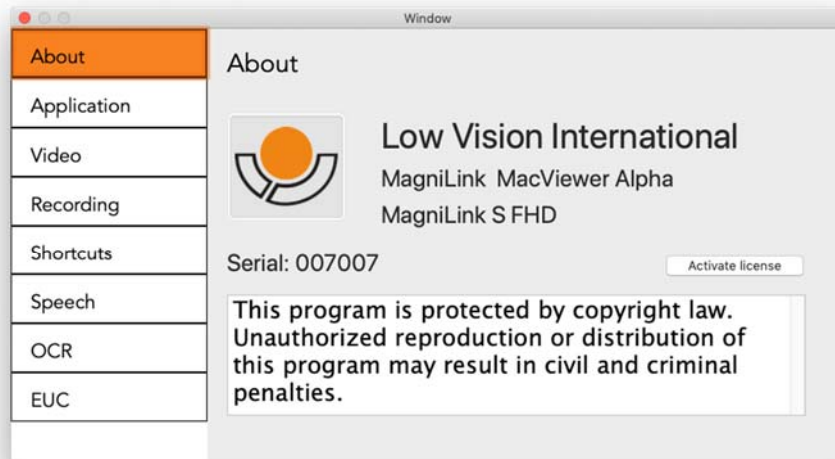 Window
About
Application
Video
Recording
Shortcuts
Speech
OCR
EUC
About
Low Vision International
MagniLink MacViewer Alpha
MagniLink S FHD
Serial: 007007
Activate license
This program is protected by copyright law.
Unauthorized reproduction or distribution of
this program may result in civil and criminal
penalties.